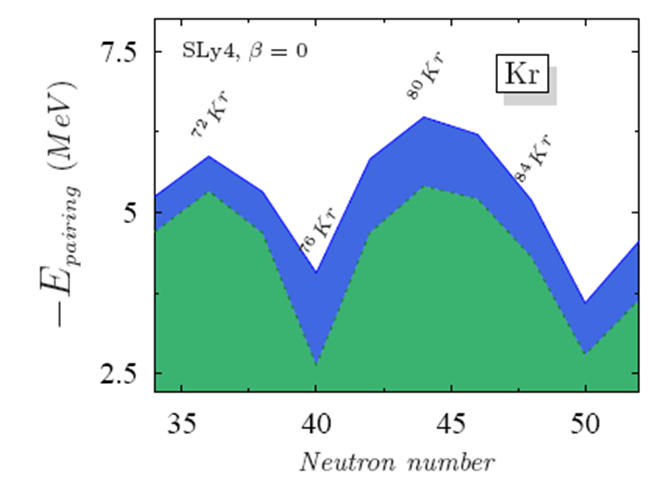 SLy4, β = 0
Kr
72Kr
76Kr
80Kr
84Kr
7.5
5
2.5
−Epairing (MeV)
35 40 45 50
Neutron number